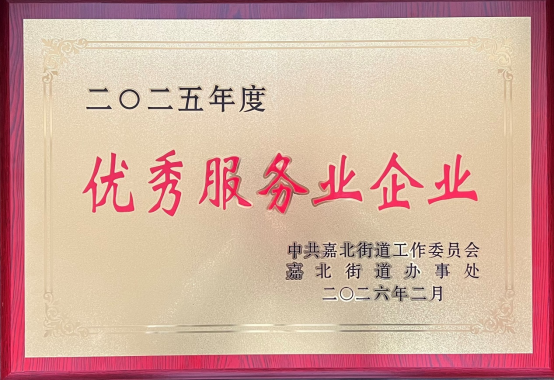 二〇二五年度
优秀服务业企业
中共嘉北街道工作委员会
嘉北街道办事处
二〇二六年二月